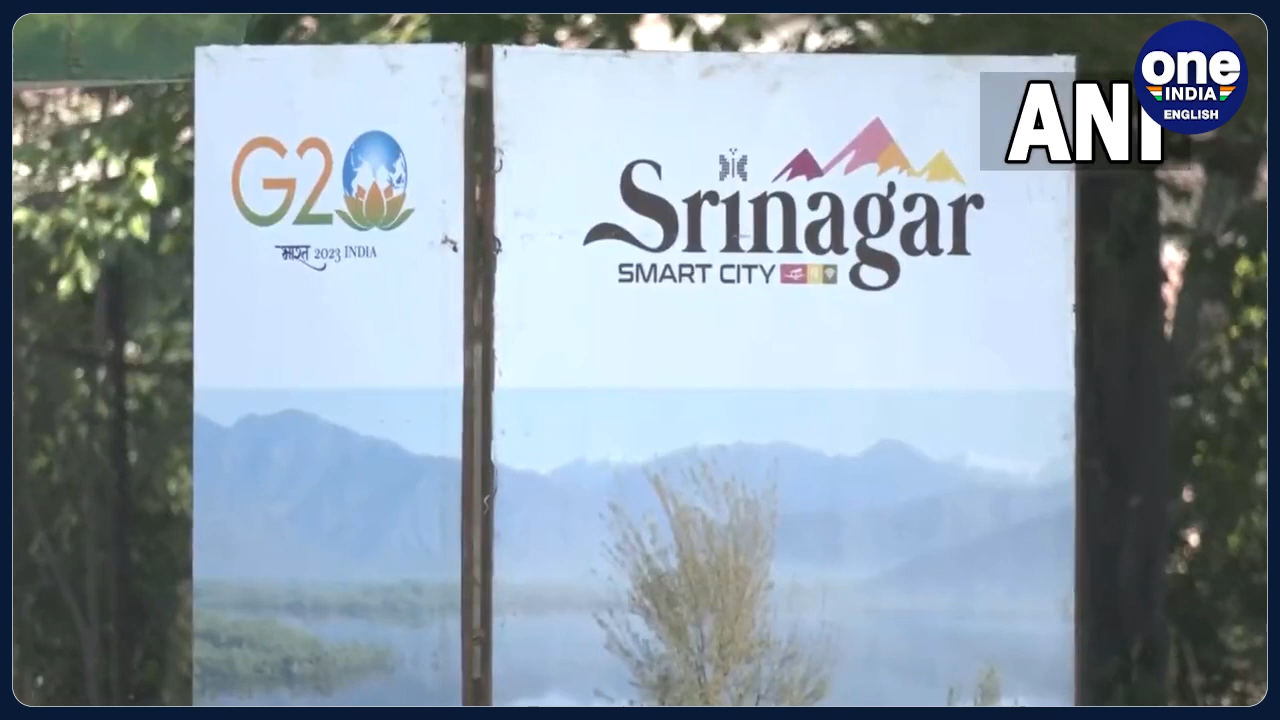 G20
भारत 2023 INDIA
Srinagar
SMART CITY
ANI
one
INDIA
ENGLISH